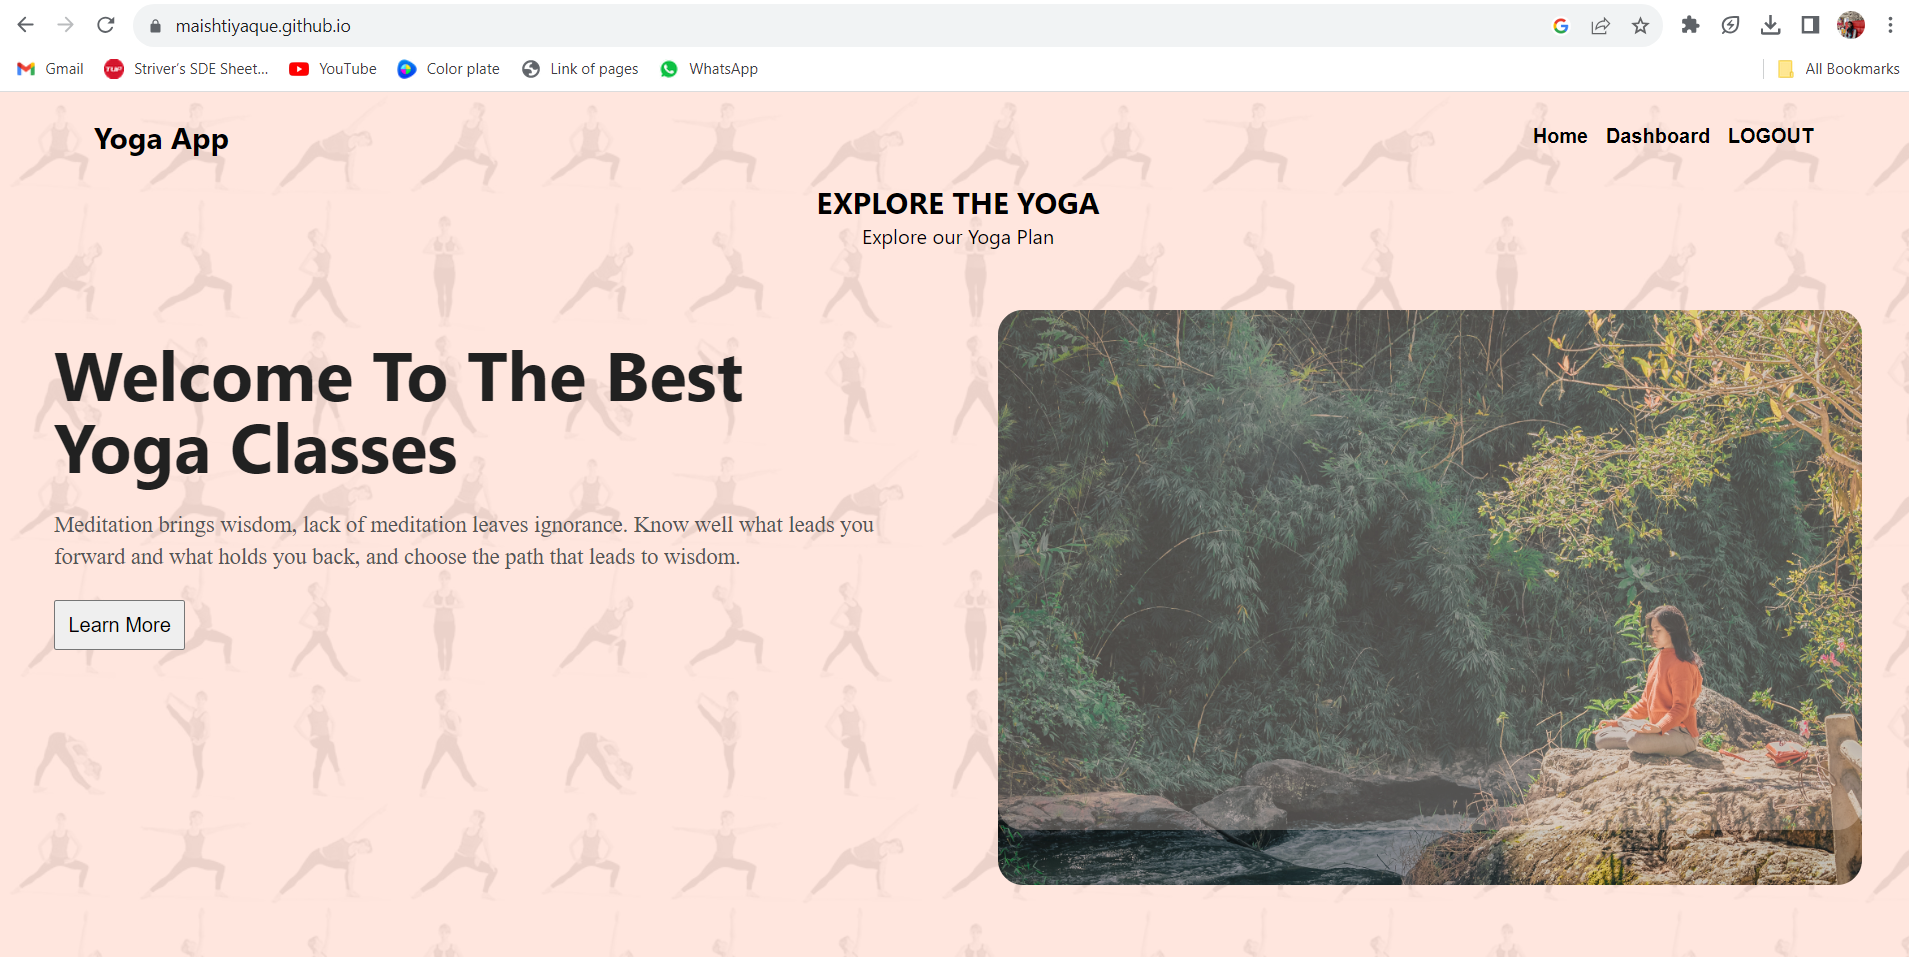 maishtiyaque.github.io
Gmail TUF Striver's SDE Sheet... YouTube Color plate Link of pages WhatsApp All Bookmarks
Yoga App Home Dashboard LOGOUT
EXPLORE THE YOGA
Explore our Yoga Plan
Welcome To The Best
Yoga Classes
Meditation brings wisdom, lack of meditation leaves ignorance. Know well what leads you
forward and what holds you back, and choose the path that leads to wisdom.
Learn More